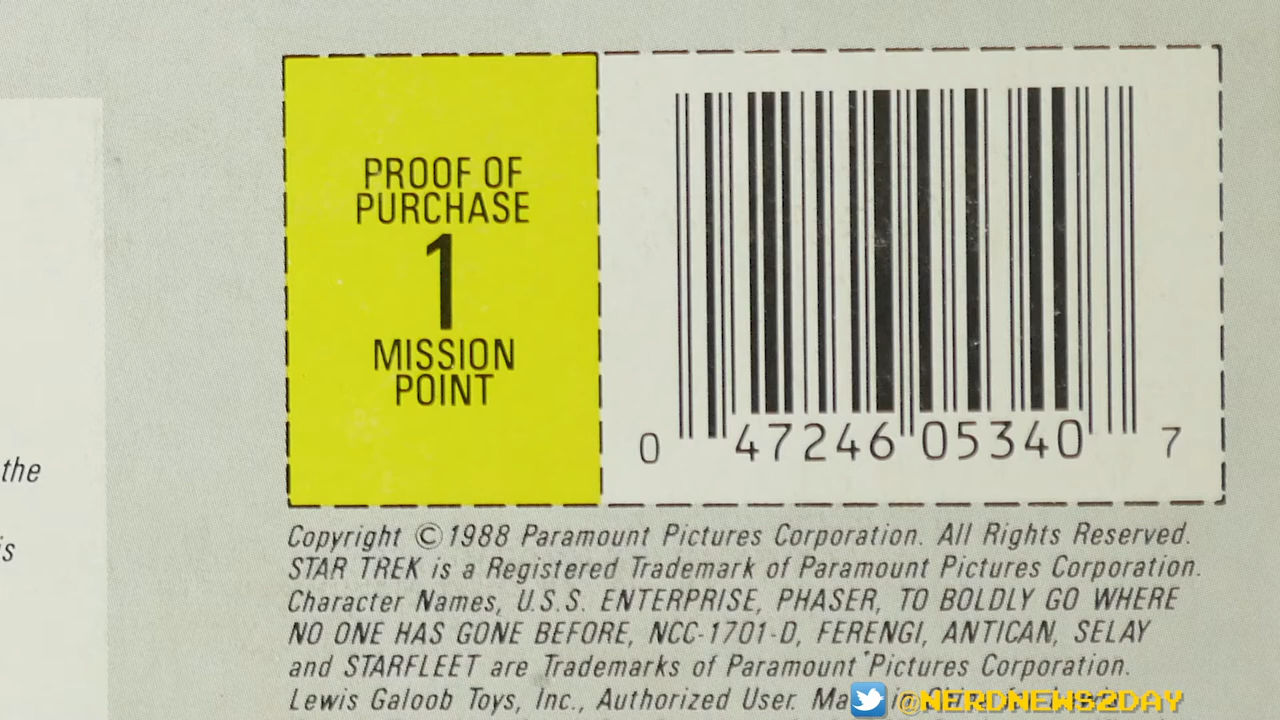 PROOF OF
PURCHASE
1
MISSION
POINT
0 47246 05340 7
the
is
Copyright ©1988 Paramount Pictures Corporation. All Rights Reserved.
STAR TREK is a Registered Trademark of Paramount Pictures Corporation.
Character Names, U.S.S. ENTERPRISE, PHASER, TO BOLDLY GO WHERE
NO ONE HAS GONE BEFORE, NCC-1701-D, FERENGI, ANTICAN, SELAY
and STARFLEET are Trademarks of Paramount Pictures Corporation.
Lewis Galoob Toys, Inc., Authorized User.
@NERDNEWS2DAY